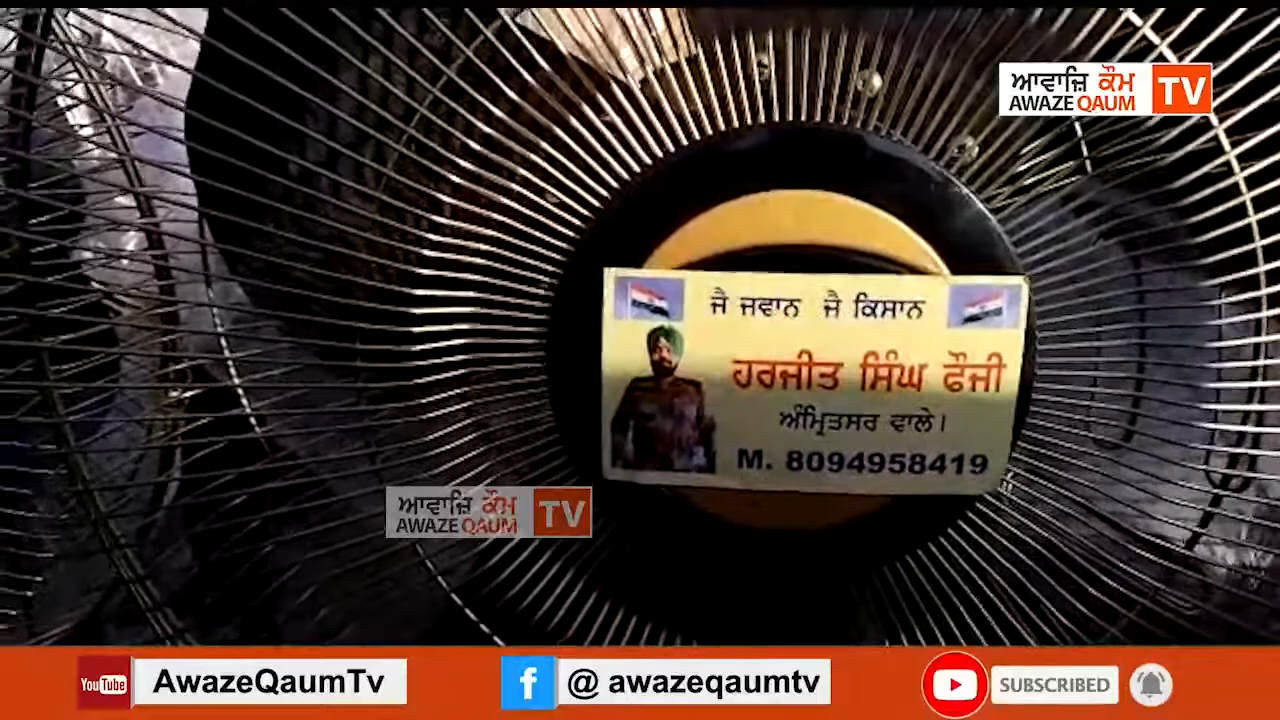 ਆਵਾਜ਼ਿ ਕੌਮ
AWAZE QAUM TV
ਜੈ ਜਵਾਨ ਜੈ ਕਿਸਾਨ
ਹਰਜੀਤ ਸਿੰਘ ਫੌਜੀ
ਅੰਮ੍ਰਿਤਸਰ ਵਾਲੇ।
M. 8094958419
ਆਵਾਜ਼ਿ ਕੌਮ
AWAZE QAUM TV
YouTube AwazeQaumTv
f @ awazeqaumtv
SUBSCRIBED